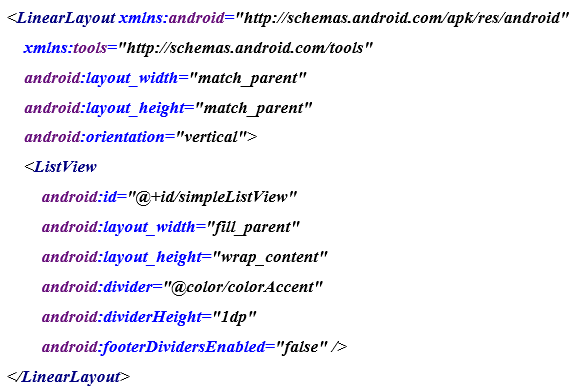 <LinearLayout xmlns:android="http://schemas.android.com/apk/res/android"
xmlns:tools="http://schemas.android.com/tools"
android:layout_width="match_parent"
android:layout_height="match_parent"
android:orientation="vertical">
<ListView
android:id="@+id/simpleListView"
android:layout_width="fill_parent"
android:layout_height="wrap_content"
android:divider="@color/colorAccent"
android:dividerHeight="1dp"
android:footerDividersEnabled="false" />
</LinearLayout>